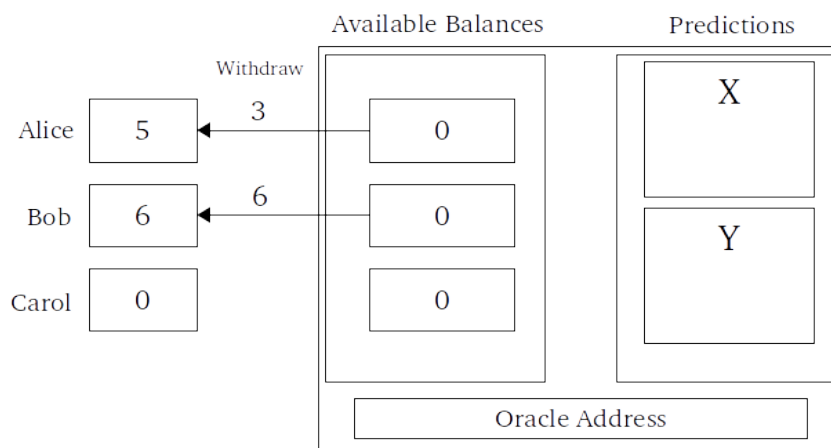 Available Balances Predictions
Withdraw
X
Alice 5 3 0
Bob 6 6 0
Y
Carol 0 0
Oracle Address